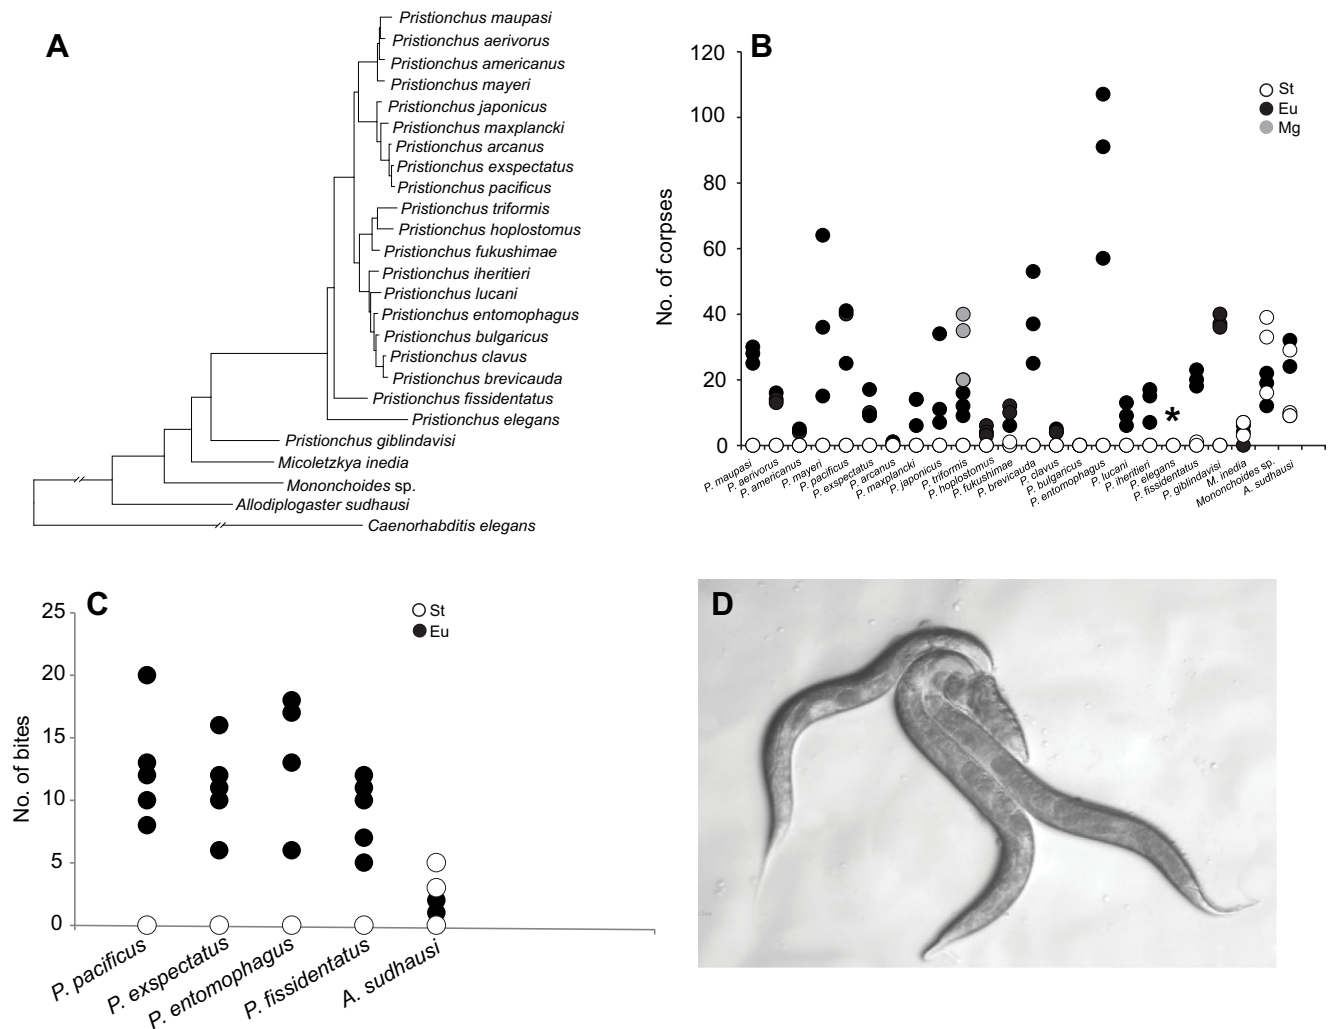 A
Pristionchus maupasi
Pristionchus aerivorus
Pristionchus americanus
Pristionchus mayeri
Pristionchus japonicus
Pristionchus maxplancki
Pristionchus arcanus
Pristionchus exspectatus
Pristionchus pacificus
Pristionchus triformis
Pristionchus hoplostomus
Pristionchus fukushimae
Pristionchus iheritieri
Pristionchus lucani
Pristionchus entomophagus
Pristionchus bulgaricus
Pristionchus clavus
Pristionchus brevicauda
Pristionchus fissidentatus
Pristionchus elegans
Pristionchus giblindavisi
Micoletzkya inedia
Mononchoides sp.
Allodiplogaster sudhausi
Caenorhabditis elegans
B
No. of corpses
120
100
80
60
40
20
0
St
Eu
Mg
*
P. maupasi
P. aerivorus
P. americanus
P. mayeri
P. pacificus
P. exspectatus
P. arcanus
P. maxplancki
P. japonicus
P. triformis
P. hoplostomus
P. fukushimae
P. brevicauda
P. clavus
P. bulgaricus
P. entomophagus
P. lucani
P. iheritieri
P. elegans
P. fissidentatus
P. giblindavisi
M. inedia
Mononchoides sp.
A. sudhausi
C
No. of bites
25
20
15
10
5
0
St
Eu
P. pacificus
P. exspectatus
P. entomophagus
P. fissidentatus
A. sudhausi
D